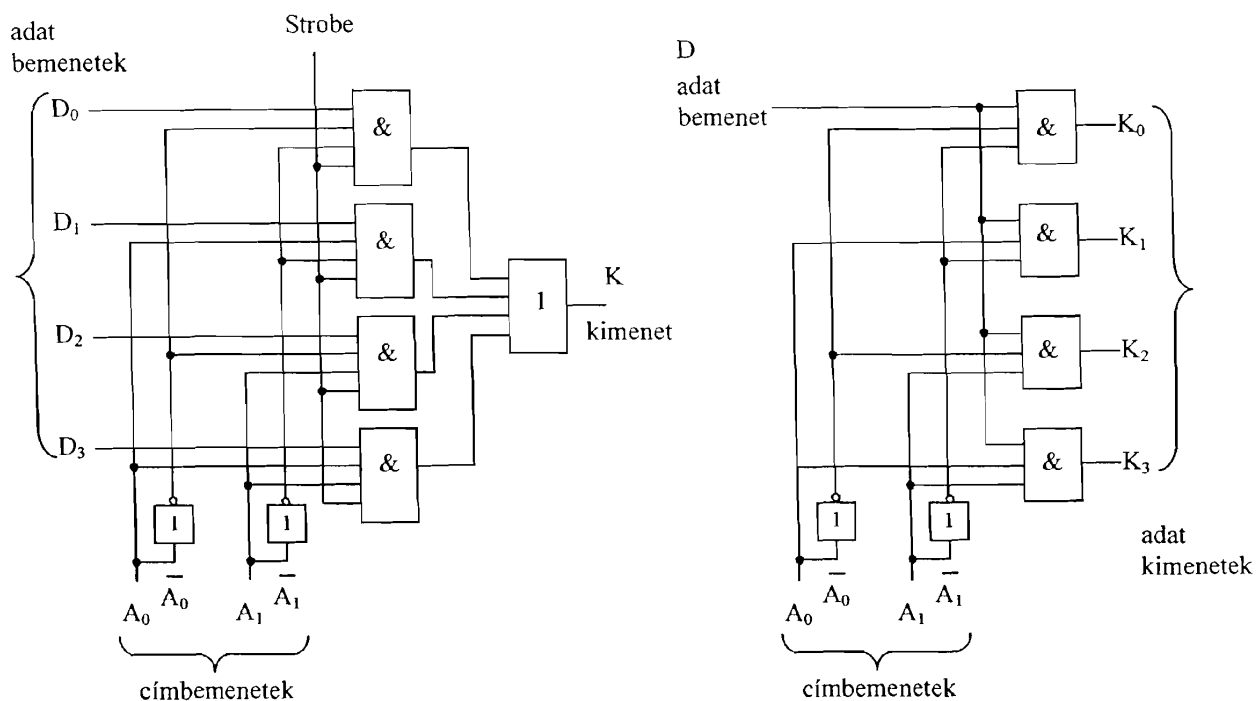 adat
bemenetek
Strobe
D₀
&
D₁
&
D₂
&
D₃
&
1
K
kimenet
1
1
A₀
A̅₀
A₁
A̅₁
címbemenetek
D
adat
bemenet
&
K₀
&
K₁
&
K₂
&
K₃
1
1
adat
kimenetek
A₀
A̅₀
A₁
A̅₁
címbemenetek